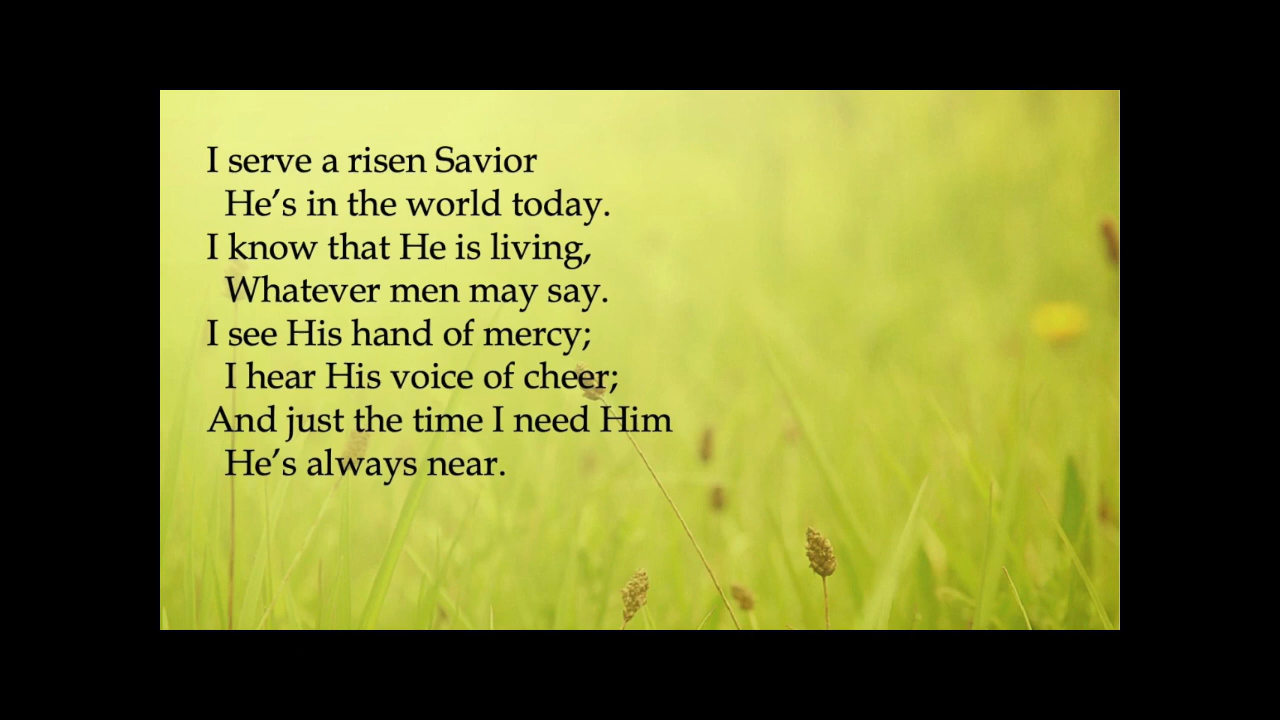 I serve a risen Savior
He’s in the world today.
I know that He is living,
Whatever men may say.
I see His hand of mercy;
I hear His voice of cheer;
And just the time I need Him
He’s always near.